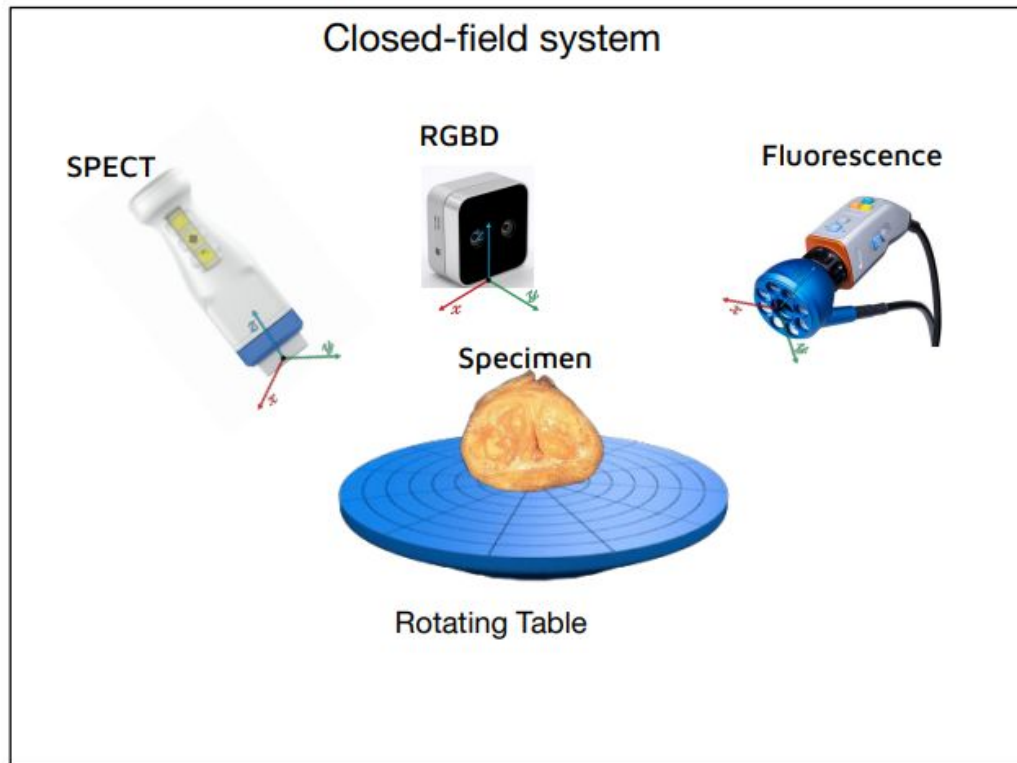 Closed-field system
SPECT
RGBD
Fluorescence
z
y
x
z
x
y
x
y
Specimen
Rotating Table